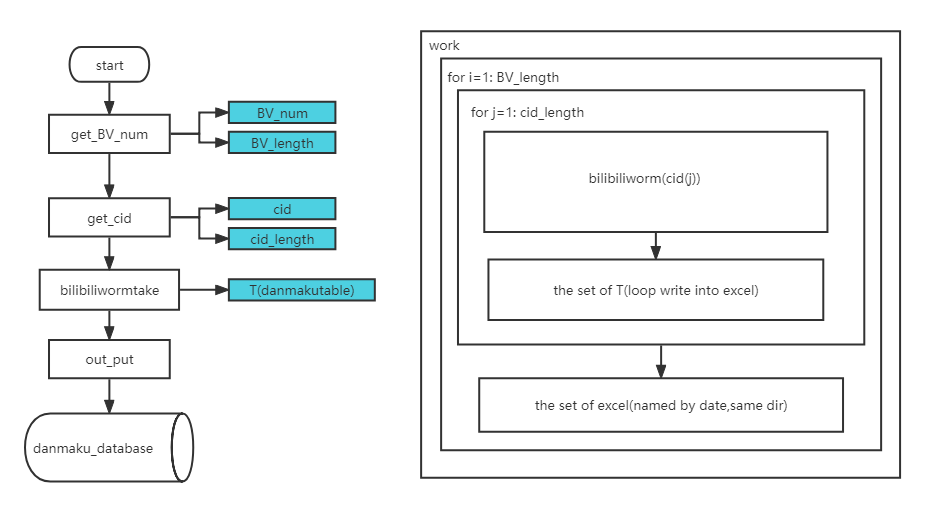 start
get_BV_num
BV_num
BV_length
get_cid
cid
cid_length
bilibiliwormtake
T(danmakutable)
out_put
danmaku_database
work
for i=1: BV_length
for j=1: cid_length
bilibiliworm(cid(j))
the set of T(loop write into excel)
the set of excel(named by date,same dir)